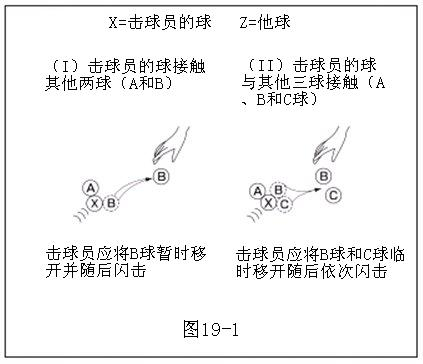 X=击球员的球 Z=他球
（I）击球员的球接触
其他两球（A和B）
（II）击球员的球
与其他三球接触（A
、B和C球）
A
X
B
B
A
B
X
C
B
C
击球员应将B球暂时移
开并随后闪击
击球员应将B球和C球临
时移开随后依次闪击
图19-1